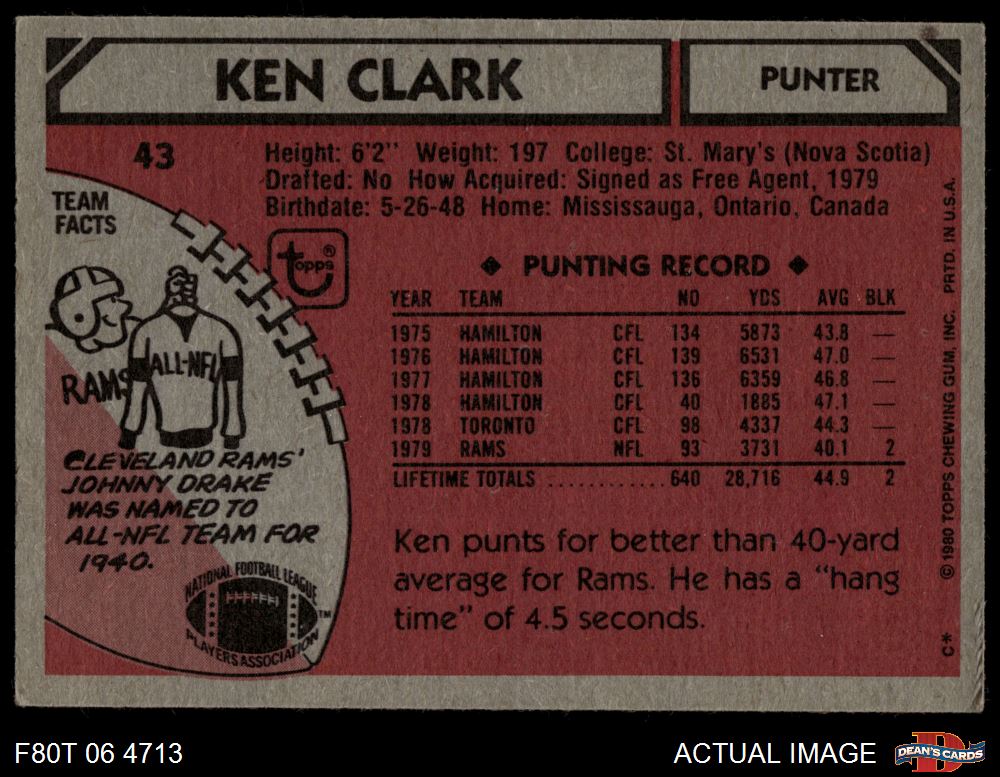 KEN CLARK
PUNTER
43
Height: 6'2" Weight: 197 College: St. Mary's (Nova Scotia)
Drafted: No How Acquired: Signed as Free Agent, 1979
Birthdate: 5-26-48 Home: Mississauga, Ontario, Canada
TEAM
FACTS
topps®
RAMS
ALL-NFL
CLEVELAND RAMS'
JOHNNY DRAKE
WAS NAMED TO
ALL-NFL TEAM FOR
1940.
NATIONAL FOOTBALL LEAGUE
PLAYERS ASSOCIATION
TM
◆ PUNTING RECORD ◆
YEAR TEAM NO YDS AVG BLK
1975 HAMILTON CFL 134 5873 43.8 —
1976 HAMILTON CFL 139 6531 47.0 —
1977 HAMILTON CFL 136 6359 46.8 —
1978 HAMILTON CFL 40 1885 47.1 —
1978 TORONTO CFL 98 4337 44.3 —
1979 RAMS NFL 93 3731 40.1 2
LIFETIME TOTALS ............ 640 28,716 44.9 2
Ken punts for better than 40-yard
average for Rams. He has a "hang
time" of 4.5 seconds.
©1980 TOPPS CHEWING GUM, INC. PRTD. IN U.S.A.
C*
F80T 06 4713
ACTUAL IMAGE
D
DEAN'S CARDS